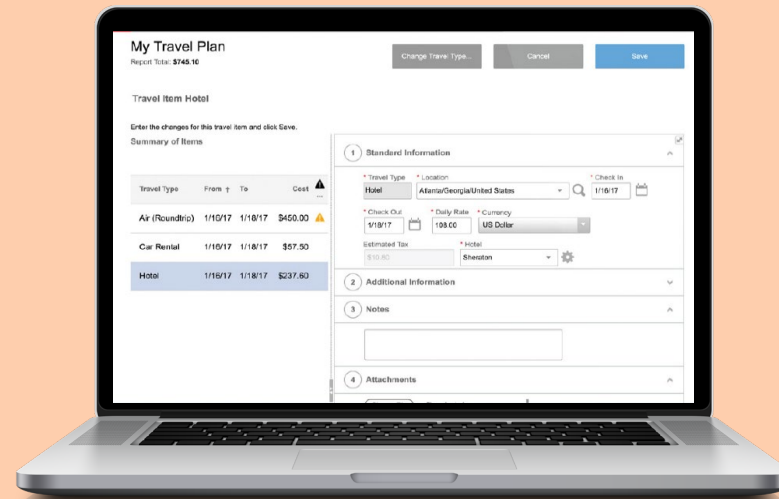 My Travel Plan
Report Total: $745.10
Change Travel Type...
Cancel
Save
Travel Item Hotel
Enter the changes for this travel item and click Save.
Summary of Items
Travel Type From ↑ To Cost
...
Air (Roundtrip) 1/16/17 1/18/17 $450.00
Car Rental 1/16/17 1/18/17 $57.50
Hotel 1/16/17 1/18/17 $237.60
1 Standard Information
* Travel Type * Location * Check In
Hotel Atlanta/Georgia/United States 1/16/17
* Check Out * Daily Rate * Currency
1/18/17 108.00 US Dollar
Estimated Tax * Hotel
$10.80 Sheraton
2 Additional Information
3 Notes
4 Attachments